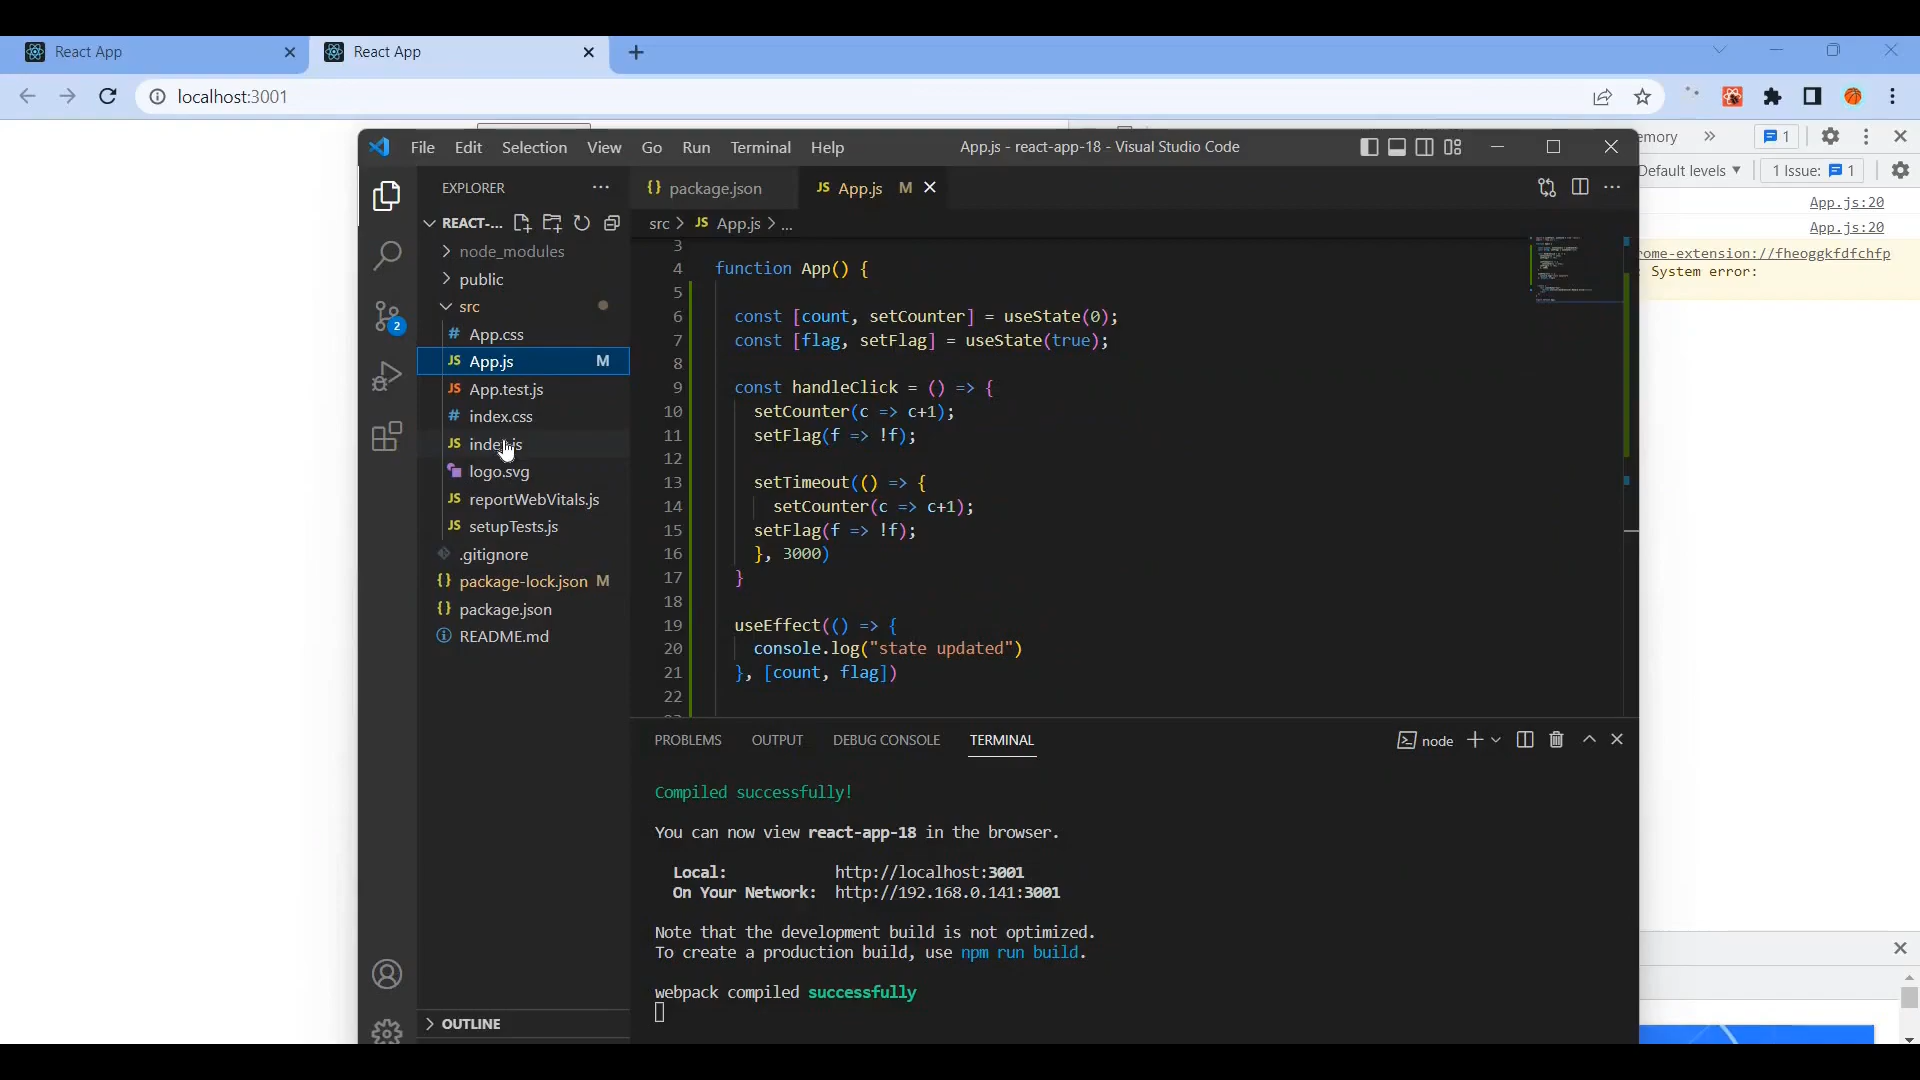 React App
React App
localhost:3001
File Edit Selection View Go Run Terminal Help
App.js - react-app-18 - Visual Studio Code
emory
EXPLORER
package.json
App.js M
Default levels
1 Issue:
1
REACT-...
src > App.js > ...
App.js:20
App.js:20
rome-extension://fheoggkfdfchfp
System error:
2
node_modules
public
src
App.css
App.js M
App.test.js
index.css
logo.svg
reportWebVitals.js
setupTests.js
.gitignore
package-lock.json M
package.json
README.md
OUTLINE
3
4 function App() {
5
6 const [count, setCounter] = useState(0);
7 const [flag, setFlag] = useState(true);
8
9 const handleClick = () => {
10 setCounter(c => c+1);
11 setFlag(f => !f);
12
13 setTimeout(() => {
14 setCounter(c => c+1);
15 setFlag(f => !f);
16 }, 3000)
17 }
18
19 useEffect(() => {
20 console.log("state updated")
21 }, [count, flag])
22
PROBLEMS OUTPUT DEBUG CONSOLE TERMINAL
node
Compiled successfully!
You can now view react-app-18 in the browser.
Local: http://localhost:3001
On Your Network: http://192.168.0.141:3001
Note that the development build is not optimized.
To create a production build, use npm run build.
webpack compiled successfully